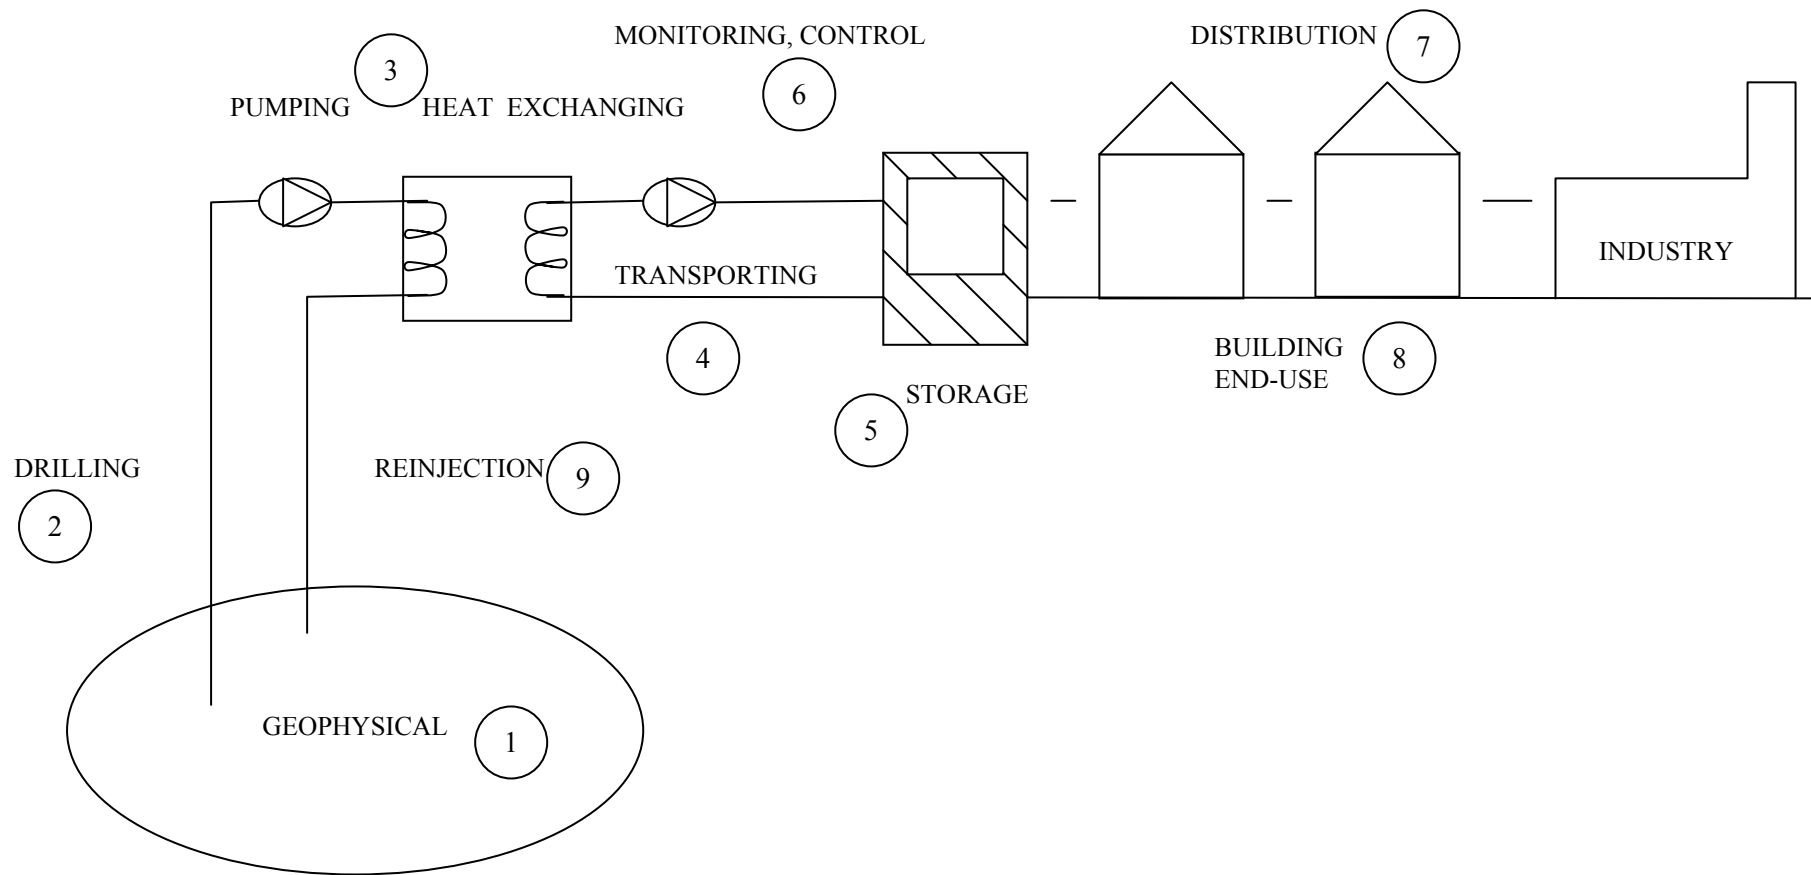 MONITORING, CONTROL
6
DISTRIBUTION 7
3
PUMPING HEAT EXCHANGING
INDUSTRY
TRANSPORTING
4
BUILDING
END-USE
8
STORAGE
5
DRILLING
2
REINJECTION 9
GEOPHYSICAL 1